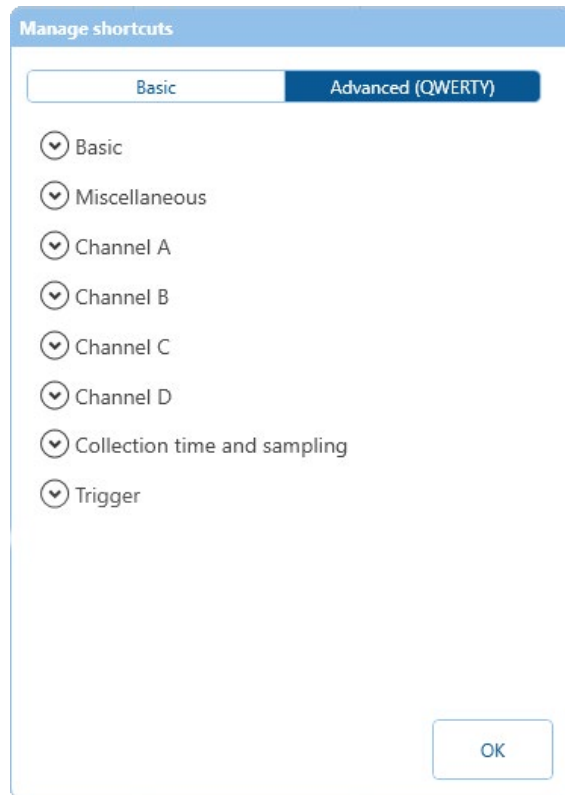 Manage shortcuts
Basic Advanced (QWERTY)
Basic
Miscellaneous
Channel A
Channel B
Channel C
Channel D
Collection time and sampling
Trigger
OK